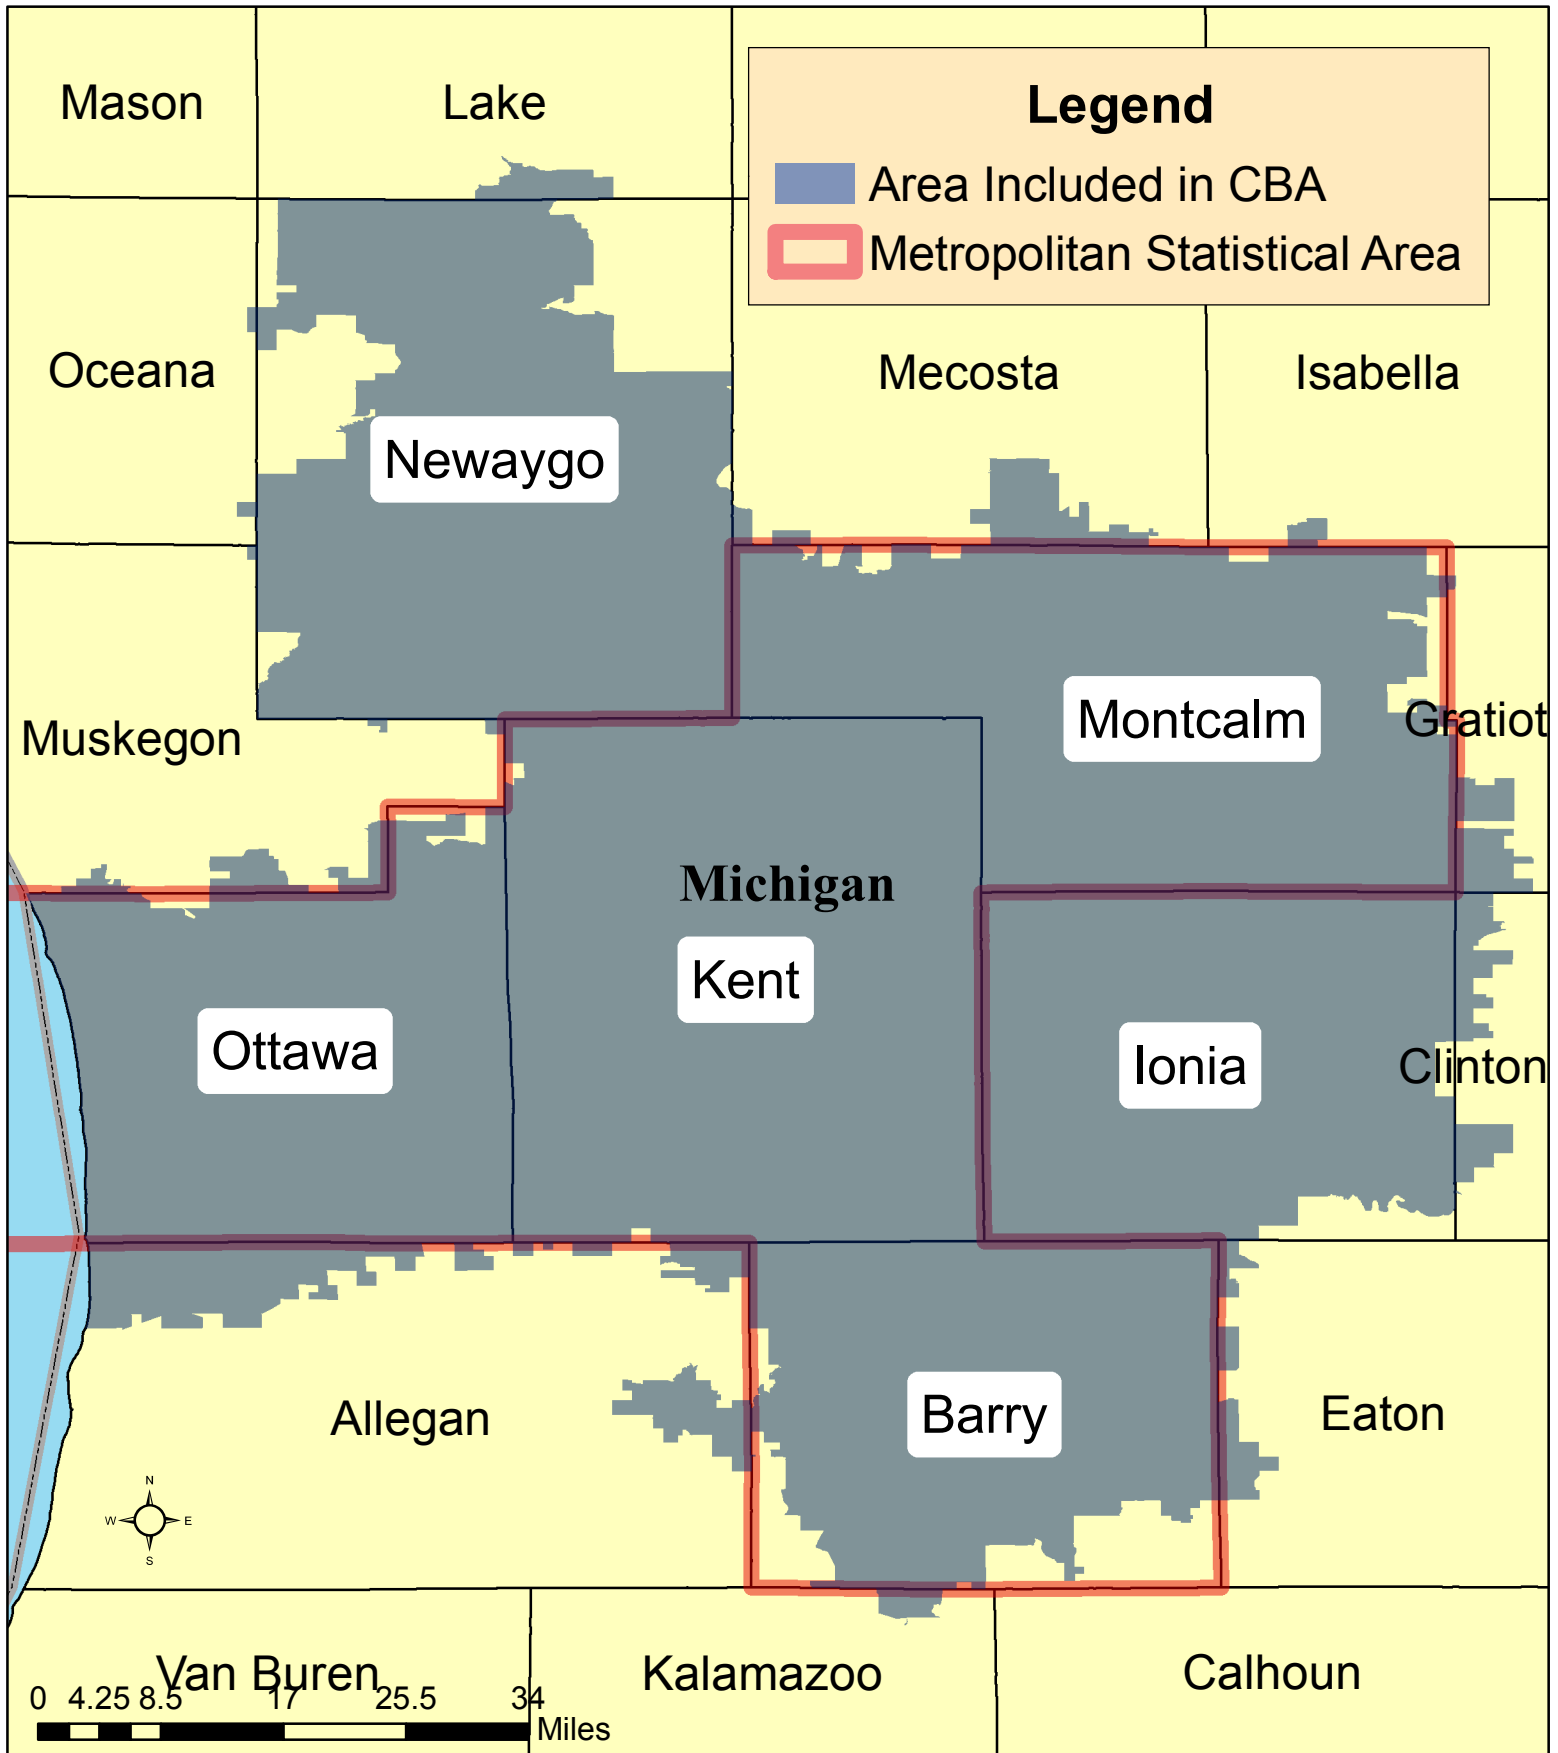 Mason
Lake
Legend
Area Included in CBA
Metropolitan Statistical Area
Oceana
Mecosta
Isabella
Newaygo
Muskegon
Montcalm
Gratiot
Michigan
Kent
Ottawa
Ionia
Clinton
Allegan
Barry
Eaton
N
W E
S
Van Buren
Kalamazoo
Calhoun
0 4.25 8.5 17 25.5 34
Miles